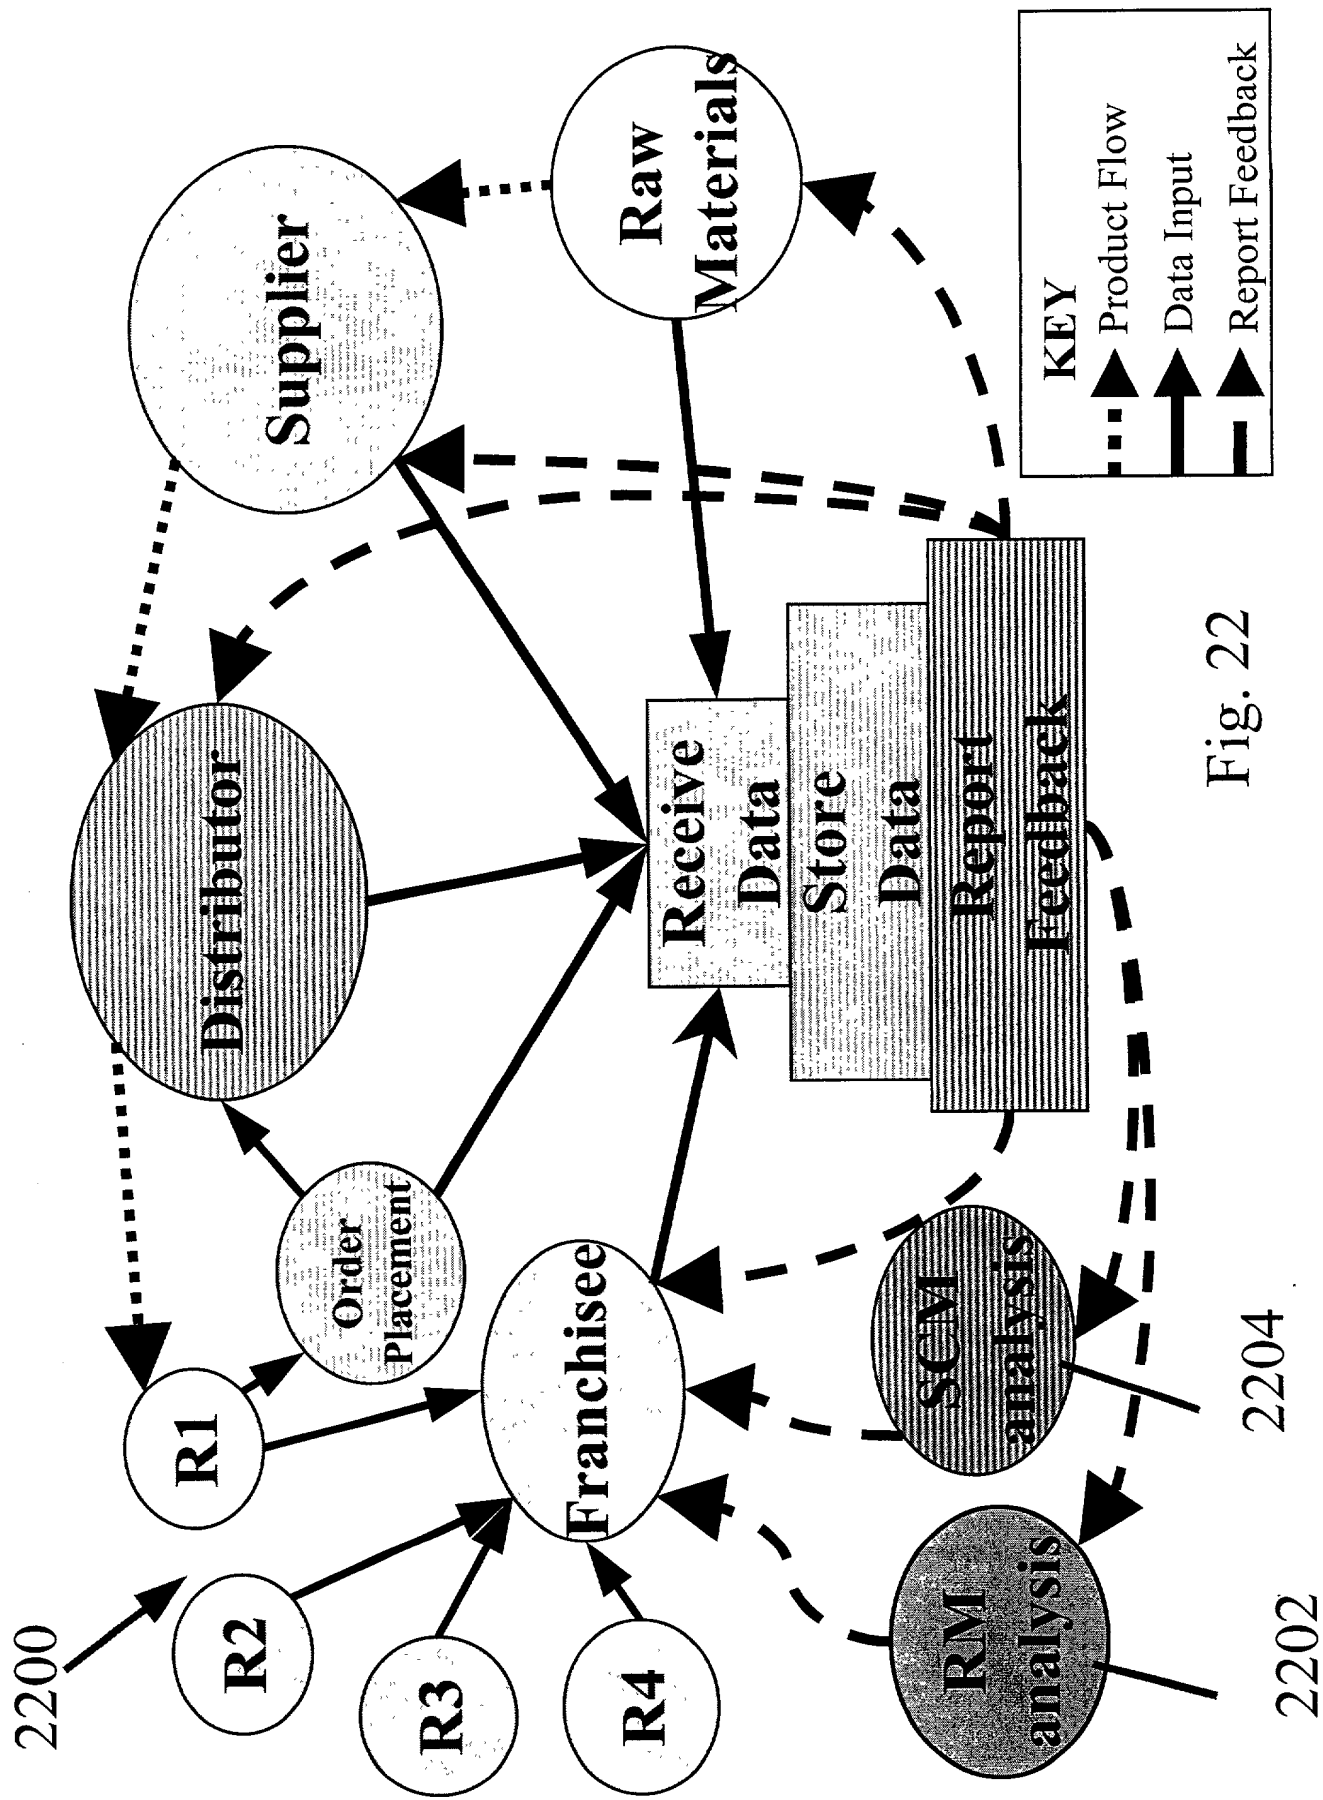 2200
R1
R2
R3
R4
Order
Placement
Distributor
Supplier
Raw
Materials
Franchisee
Receive
Data
Store
Data
Report
Feedback
SCM
analysis
RM
analysis
2204
2202
KEY
Product Flow
Data Input
Report Feedback
Fig. 22